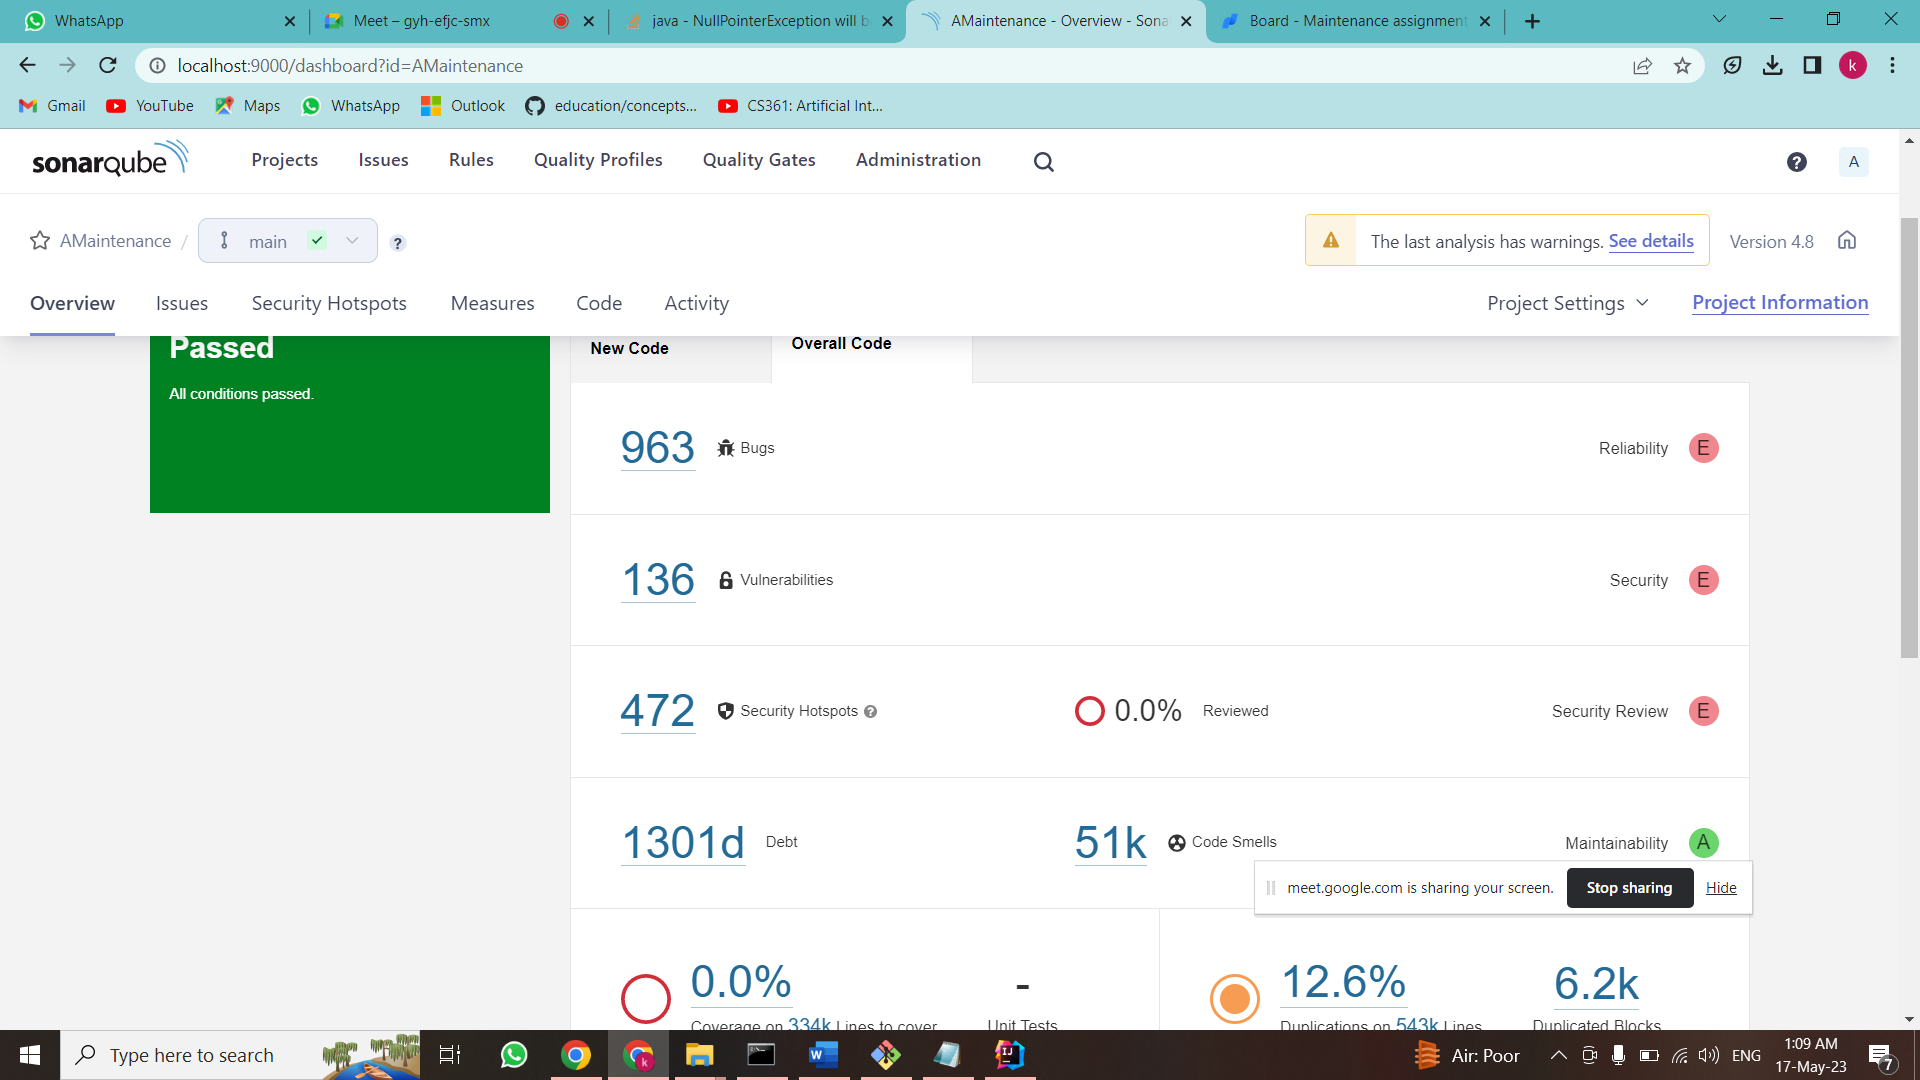 WhatsApp
Meet – gyh-efjc-smx
java - NullPointerException will b
AMaintenance - Overview - Sona
Board - Maintenance assignment
localhost:9000/dashboard?id=AMaintenance
k
Gmail
YouTube
Maps
WhatsApp
Outlook
education/concepts...
CS361: Artificial Int...
sonarqube
Projects
Issues
Rules
Quality Profiles
Quality Gates
Administration
?
A
AMaintenance /
main
?
The last analysis has warnings. See details
Version 4.8
Overview
Issues
Security Hotspots
Measures
Code
Activity
Project Settings
Project Information
Passed
All conditions passed.
New Code
Overall Code
963 Bugs
Reliability E
136 Vulnerabilities
Security E
472 Security Hotspots ?
0.0% Reviewed
Security Review E
1301d Debt
51k Code Smells
Maintainability A
meet.google.com is sharing your screen.
Stop sharing
Hide
0.0%
Coverage on 334k Lines to cover
-
Unit Tests
12.6%
Duplications on 543k Lines
6.2k
Duplicated Blocks
Type here to search
Air: Poor
ENG
1:09 AM
17-May-23
7